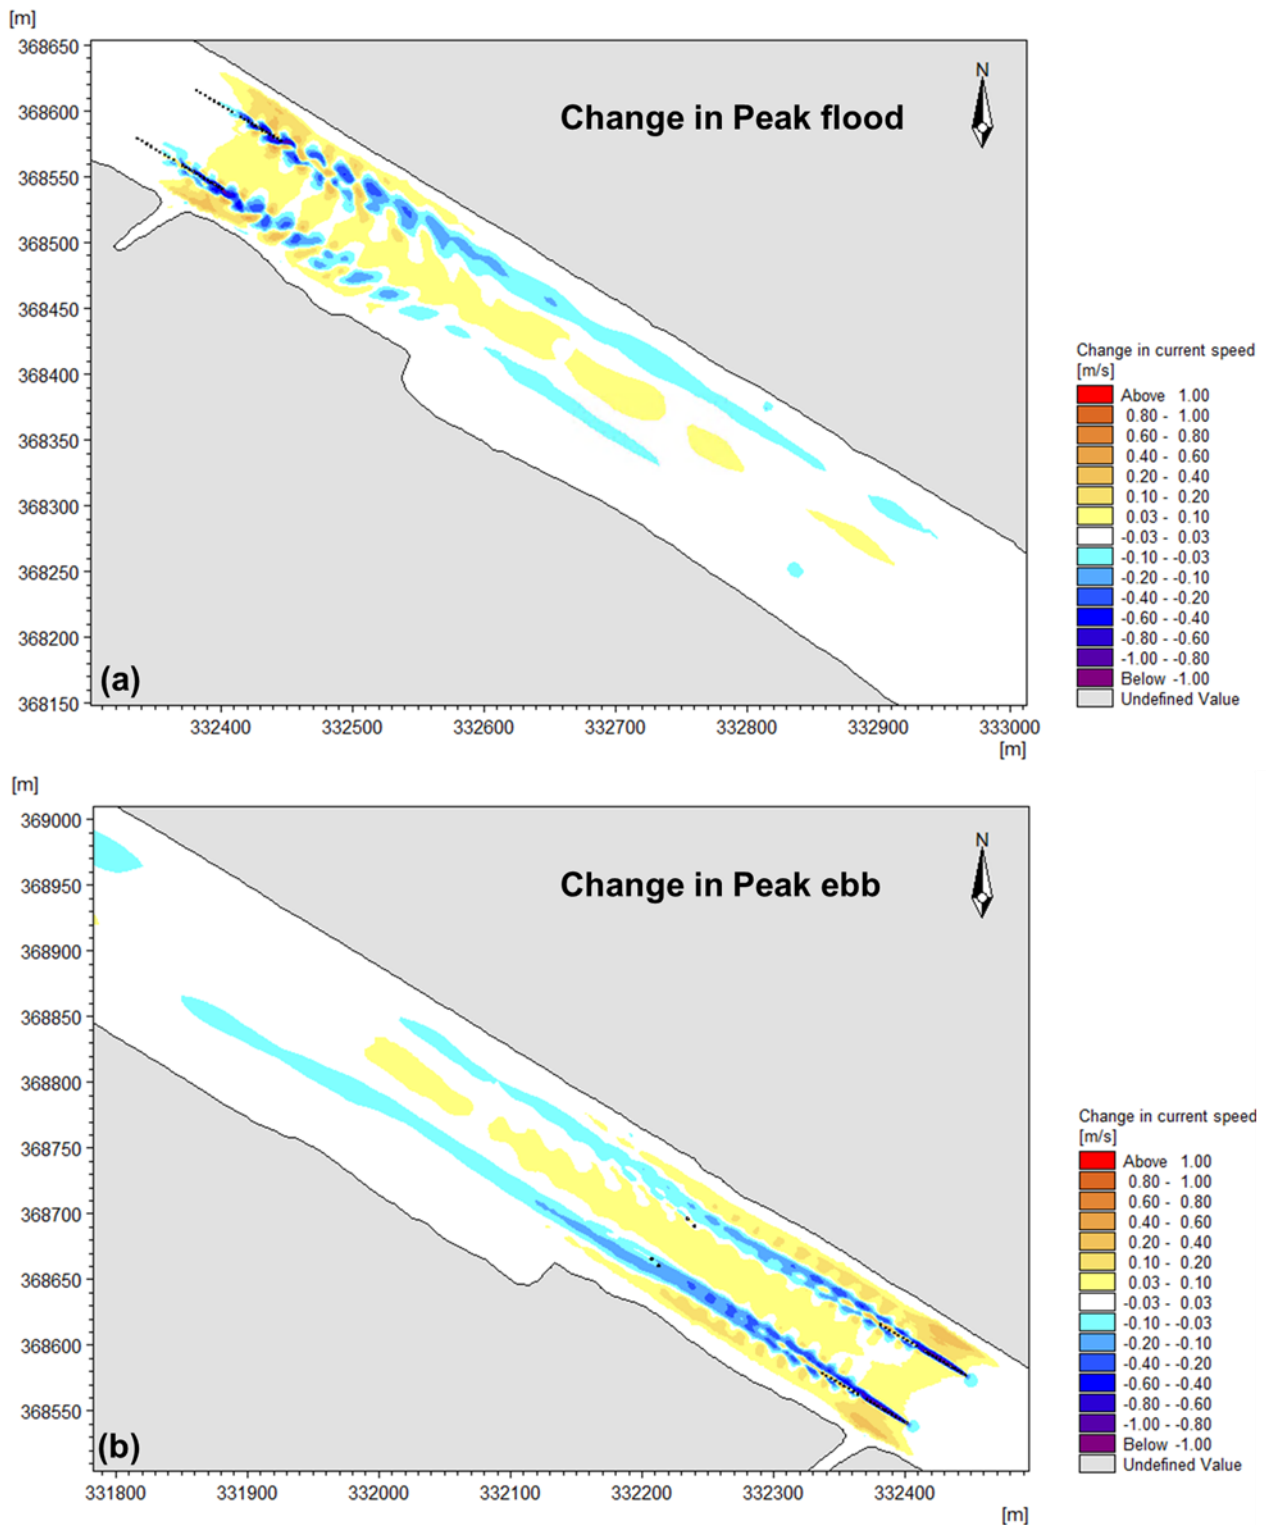 [m]
368650
368600
368550
368500
368450
368400
368350
368300
368250
368200
368150
Change in Peak flood
N
(a)
332400 332500 332600 332700 332800 332900 333000
[m]
Change in current speed
[m/s]
Above 1.00
0.80 - 1.00
0.60 - 0.80
0.40 - 0.60
0.20 - 0.40
0.10 - 0.20
0.03 - 0.10
-0.03 - 0.03
-0.10 - -0.03
-0.20 - -0.10
-0.40 - -0.20
-0.60 - -0.40
-0.80 - -0.60
-1.00 - -0.80
Below -1.00
Undefined Value
[m]
369000
368950
368900
368850
368800
368750
368700
368650
368600
368550
Change in Peak ebb
N
(b)
331800 331900 332000 332100 332200 332300 332400
[m]
Change in current speed
[m/s]
Above 1.00
0.80 - 1.00
0.60 - 0.80
0.40 - 0.60
0.20 - 0.40
0.10 - 0.20
0.03 - 0.10
-0.03 - 0.03
-0.10 - -0.03
-0.20 - -0.10
-0.40 - -0.20
-0.60 - -0.40
-0.80 - -0.60
-1.00 - -0.80
Below -1.00
Undefined Value